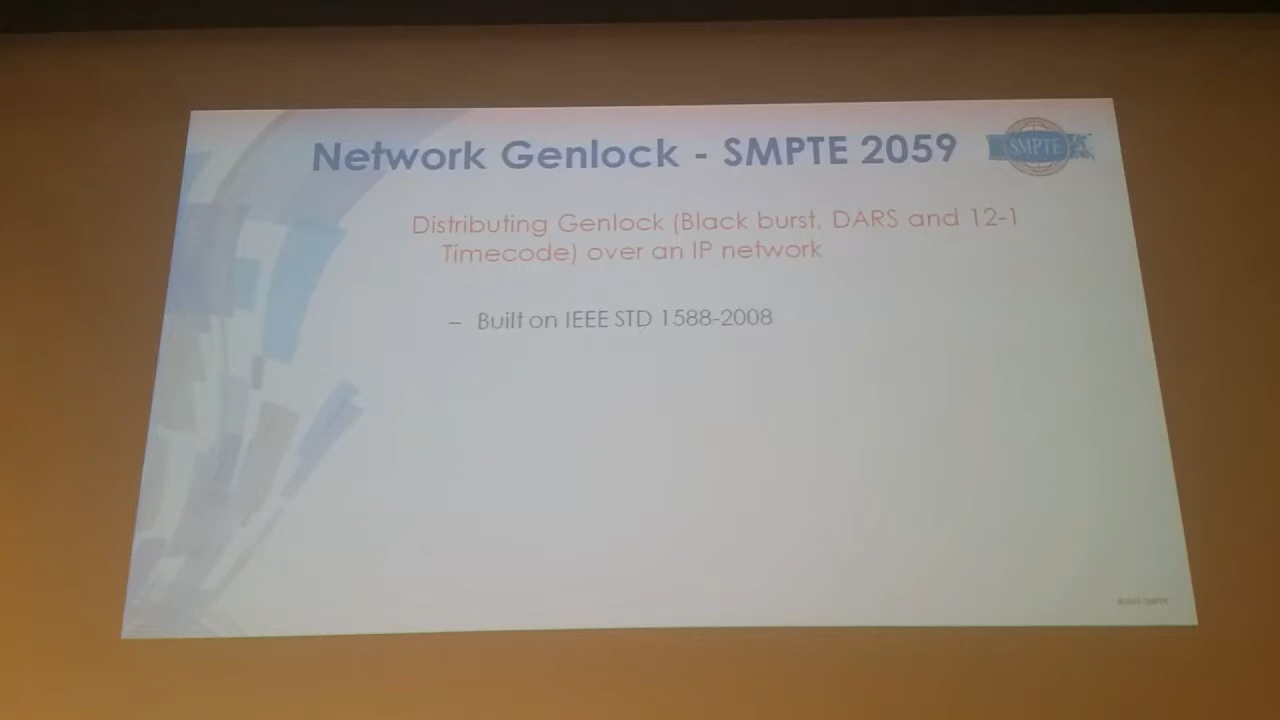 Network Genlock - SMPTE 2059
SMPTE
Distributing Genlock (Black burst, DARS and 12-1
Timecode) over an IP network
– Built on IEEE STD 1588-2008